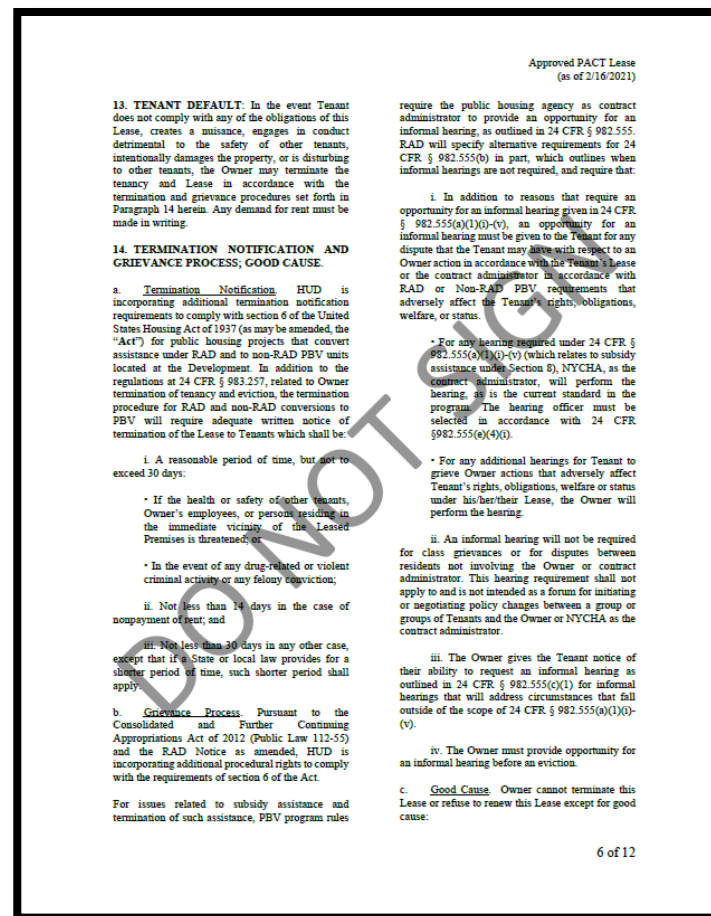 Approved PACT Lease
(as of 2/16/2021)
13. TENANT DEFAULT: In the event Tenant
does not comply with any of the obligations of this
Lease, creates a nuisance, engages in conduct
detrimental to the safety of other tenants,
intentionally damages the property, or is disturbing
to other tenants, the Owner may terminate the
tenancy and Lease in accordance with the
termination and grievance procedures set forth in
Paragraph 14 herein. Any demand for rent must be
made in writing.
14. TERMINATION NOTIFICATION AND
GRIEVANCE PROCESS; GOOD CAUSE.
a. Termination Notification. HUD is
incorporating additional termination notification
requirements to comply with section 6 of the United
States Housing Act of 1937 (as may be amended, the
“Act”) for public housing projects that convert
assistance under RAD and to non-RAD PBV units
located at the Development. In addition to the
regulations at 24 CFR § 983.257, related to Owner
termination of tenancy and eviction, the termination
procedure for RAD and non-RAD conversions to
PBV will require adequate written notice of
termination of the Lease to Tenants which shall be:
i. A reasonable period of time, but not to
exceed 30 days:
• If the health or safety of other tenants,
Owner’s employees, or persons residing in
the immediate vicinity of the Leased
Premises is threatened; or
• In the event of any drug-related or violent
criminal activity or any felony conviction;
ii. Not less than 14 days in the case of
nonpayment of rent; and
iii. Not less than 30 days in any other case,
except that if a State or local law provides for a
shorter period of time, such shorter period shall
apply.
b. Grievance Process. Pursuant to the
Consolidated and Further Continuing
Appropriations Act of 2012 (Public Law 112-55)
and the RAD Notice as amended, HUD is
incorporating additional procedural rights to comply
with the requirements of section 6 of the Act.
For issues related to subsidy assistance and
termination of such assistance, PBV program rules
require the public housing agency as contract
administrator to provide an opportunity for an
informal hearing, as outlined in 24 CFR § 982.555.
RAD will specify alternative requirements for 24
CFR § 982.555(b) in part, which outlines when
informal hearings are not required, and require that:
i. In addition to reasons that require an
opportunity for an informal hearing given in 24 CFR
§ 982.555(a)(1)(i)-(v), an opportunity for an
informal hearing must be given to the Tenant for any
dispute that the Tenant may have with respect to an
Owner action in accordance with the Tenant’s Lease
or the contract administrator in accordance with
RAD or Non-RAD PBV requirements that
adversely affect the Tenant’s rights, obligations,
welfare, or status.
• For any hearing required under 24 CFR §
982.555(a)(1)(i)-(v) (which relates to subsidy
assistance under Section 8), NYCHA, as the
contract administrator, will perform the
hearing, as is the current standard in the
program. The hearing officer must be
selected in accordance with 24 CFR
§982.555(e)(4)(i).
• For any additional hearings for Tenant to
grieve Owner actions that adversely affect
Tenant’s rights, obligations, welfare or status
under his/her/their Lease, the Owner will
perform the hearing.
ii. An informal hearing will not be required
for class grievances or for disputes between
residents not involving the Owner or contract
administrator. This hearing requirement shall not
apply to and is not intended as a forum for initiating
or negotiating policy changes between a group or
groups of Tenants and the Owner or NYCHA as the
contract administrator.
iii. The Owner gives the Tenant notice of
their ability to request an informal hearing as
outlined in 24 CFR § 982.555(c)(1) for informal
hearings that will address circumstances that fall
outside of the scope of 24 CFR § 982.555(a)(1)(i)-
(v).
iv. The Owner must provide opportunity for
an informal hearing before an eviction.
c. Good Cause. Owner cannot terminate this
Lease or refuse to renew this Lease except for good
cause:
6 of 12
DO NOT SIGN